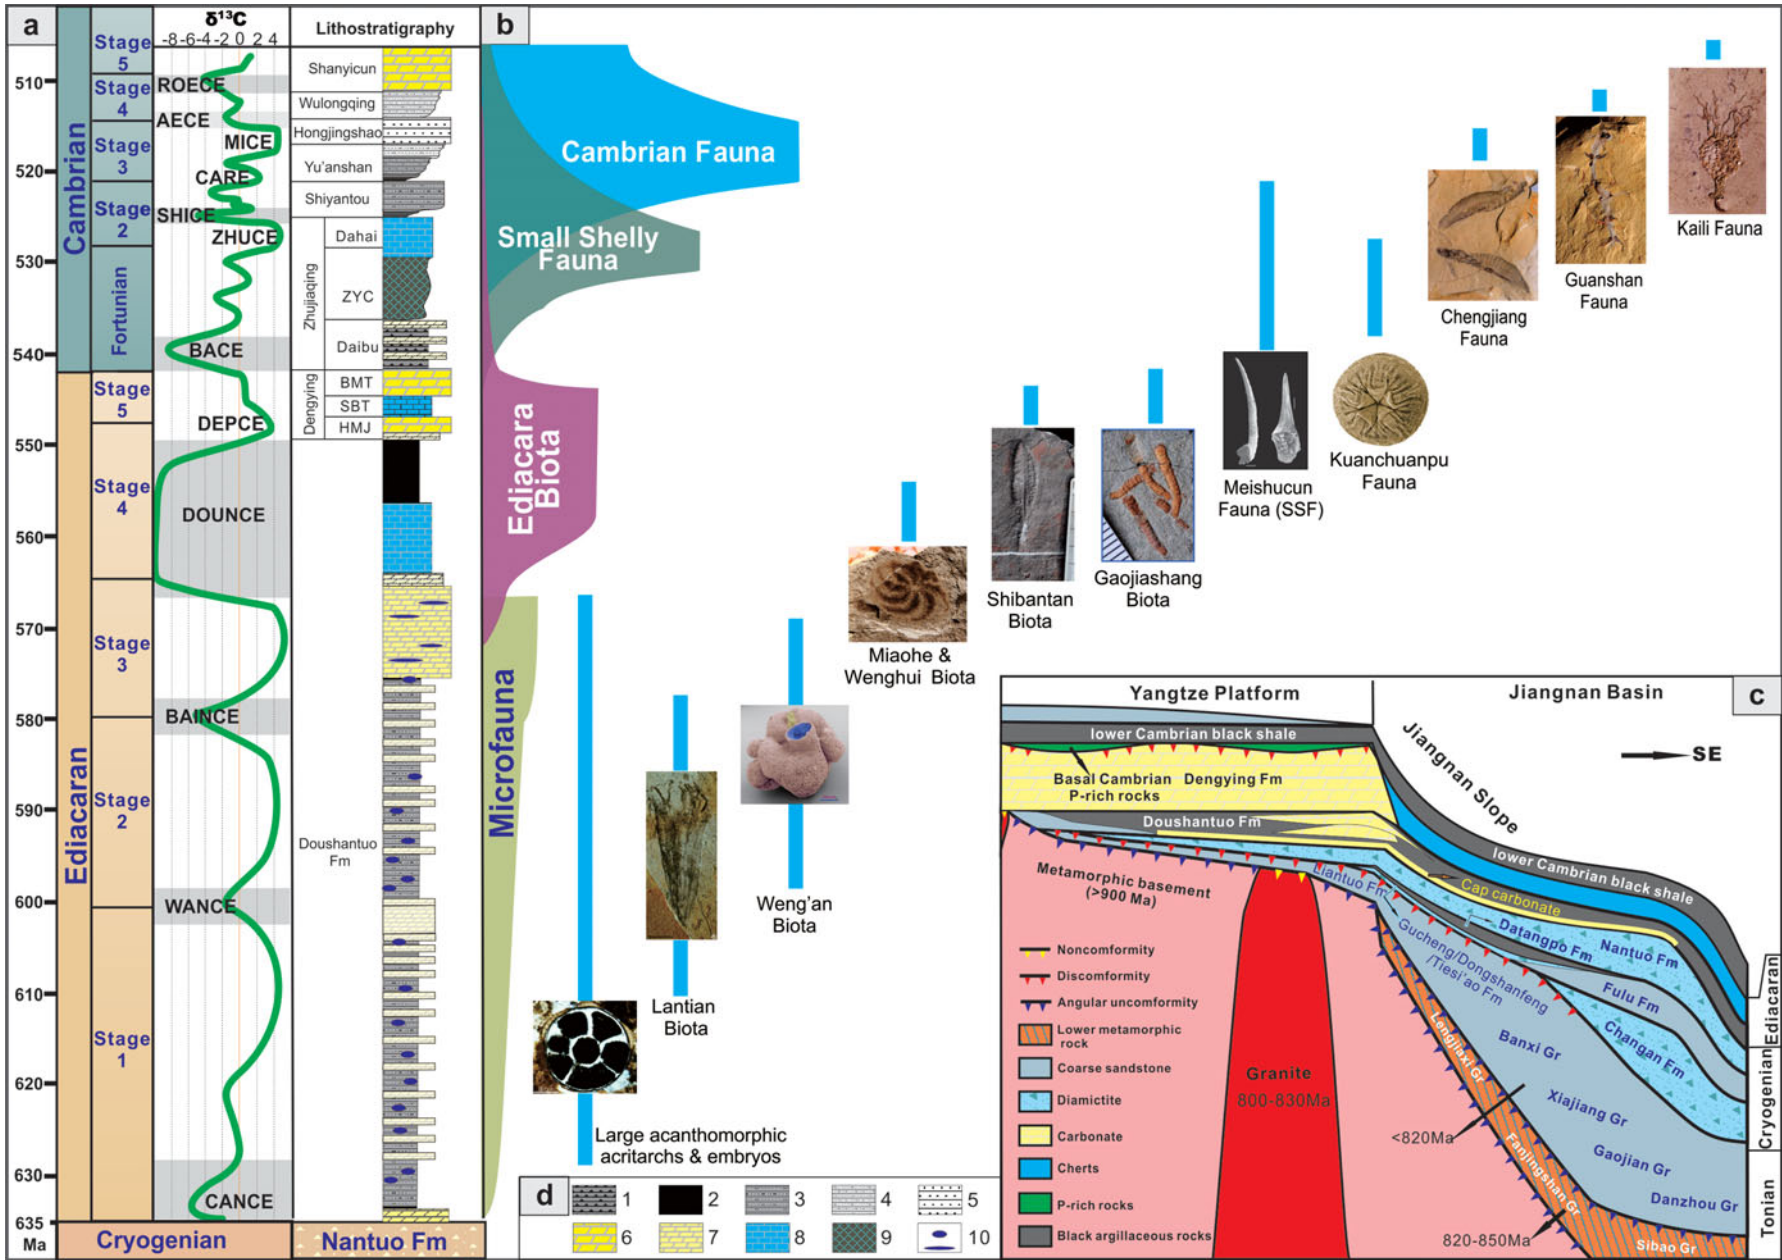 a
δ¹³C
-8 -6 -4 -2 0 2 4
Lithostratigraphy
510
520
530
540
550
560
570
580
590
600
610
620
630
635
Ma
Cambrian
Ediacaran
Stage
5
Stage
4
Stage
3
Stage
2
Fortunian
Stage
5
Stage
4
Stage
3
Stage
2
Stage
1
Cryogenian
ROECE
AECE
MICE
CARE
SHICE
ZHUCE
BACE
DEPCE
DOUNCE
BAINCE
WANCE
CANCE
Shanyicun
Wulongqing
Hongjingshao
Yu'anshan
Shiyantou
Zhujiaqing
Dahai
ZYC
Daibu
Dengying
BMT
SBT
HMJ
Doushantuo
Fm
Nantuo Fm
b
Cambrian Fauna
Small Shelly
Fauna
Ediacara
Biota
Microfauna
Large acanthomorphic
acritarchs & embryos
Lantian
Biota
Weng'an
Biota
Miaohe &
Wenghui Biota
Shibantan
Biota
Gaojiashang
Biota
Meishucun
Fauna (SSF)
Kuanchuanpu
Fauna
Chengjiang
Fauna
Guanshan
Fauna
Kaili Fauna
c
Yangtze Platform
Jiangnan Basin
Jiangnan Slope
SE
lower Cambrian black shale
Basal Cambrian
P-rich rocks
Dengying Fm
Doushantuo Fm
lower Cambrian black shale
Metamorphic basement
(>900 Ma)
Liantuo Fm
Cap carbonate
Datangpo Fm
Nantuo Fm
Gucheng/Dongshanfeng
/Tiesi'ao Fm
Fulu Fm
Changan Fm
Banxi Gr
Xiajiang Gr
Gaojian Gr
Danzhou Gr
Lengjiaxi Gr
Fanjingshan Gr
Sibao Gr
<820Ma
820-850Ma
Granite
800-830Ma
Ediacaran
Cryogenian
Tonian
Noncomformity
Discomformity
Angular uncomformity
Lower metamorphic
rock
Coarse sandstone
Diamictite
Carbonate
Cherts
P-rich rocks
Black argillaceous rocks
d
1 2 3 4 5
6 7 8 9 10